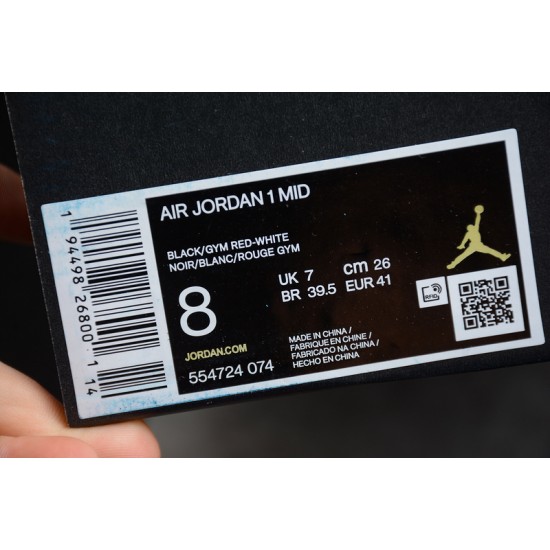 1 94498 26800 1 14
AIR JORDAN 1 MID
BLACK/GYM RED-WHITE
NOIR/BLANC/ROUGE GYM
8
UK 7 cm 26
BR 39.5 EUR 41
JORDAN.COM
554724 074
MADE IN CHINA /
FABRIQUE EN CHINE /
FABRICADO NA CHINA /
HECHO EN CHINA
RFID